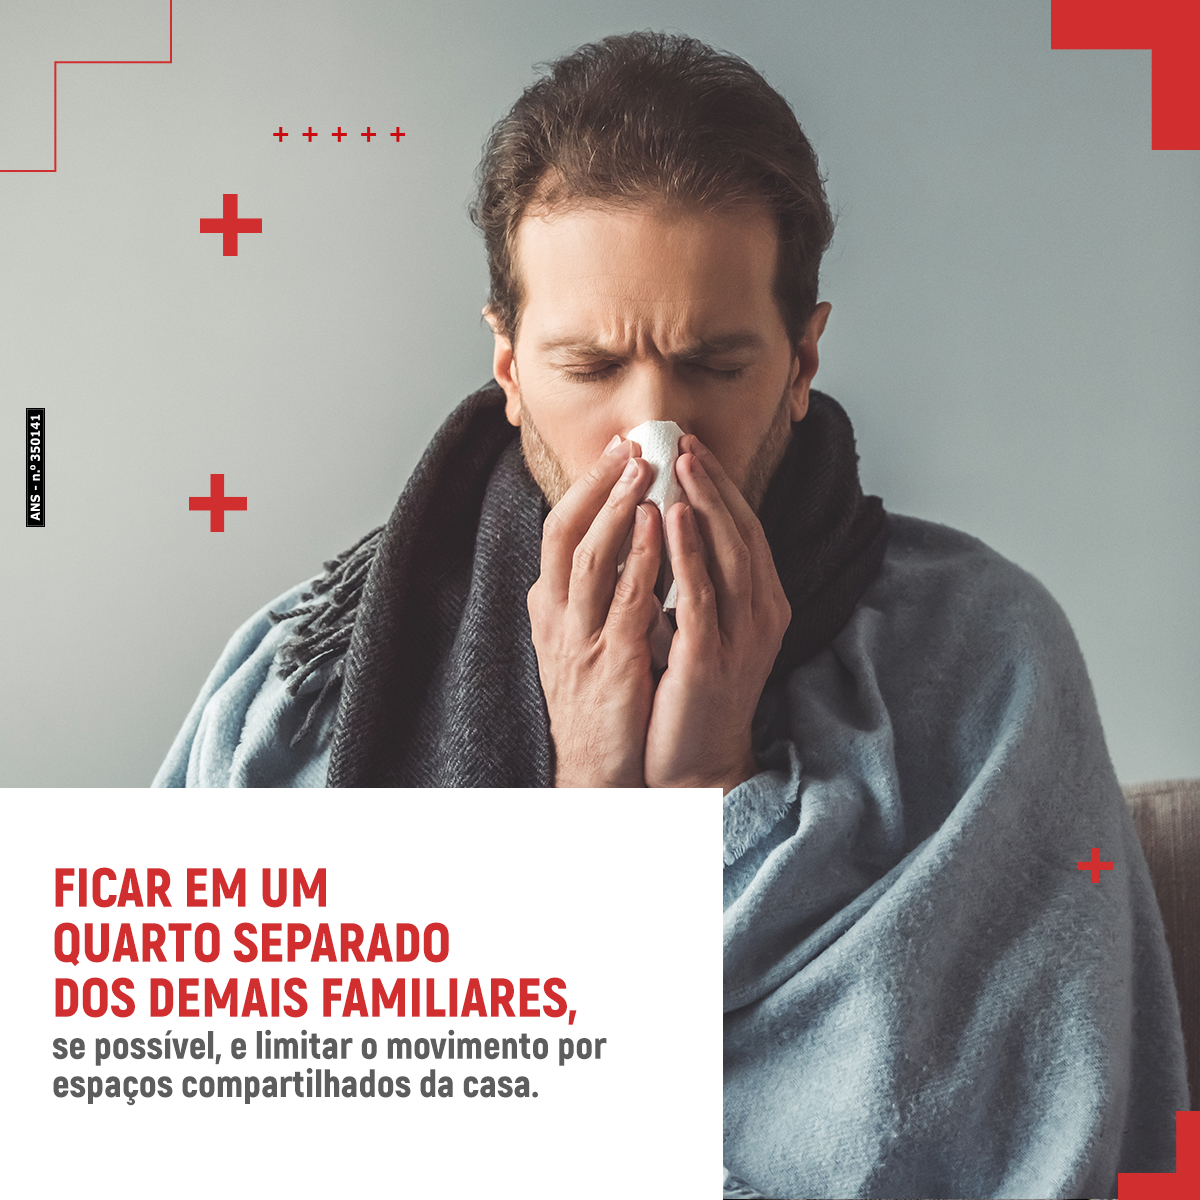 ANS - n.º 350141
FICAR EM UM
QUARTO SEPARADO
DOS DEMAIS FAMILIARES,
se possível, e limitar o movimento por
espaços compartilhados da casa.